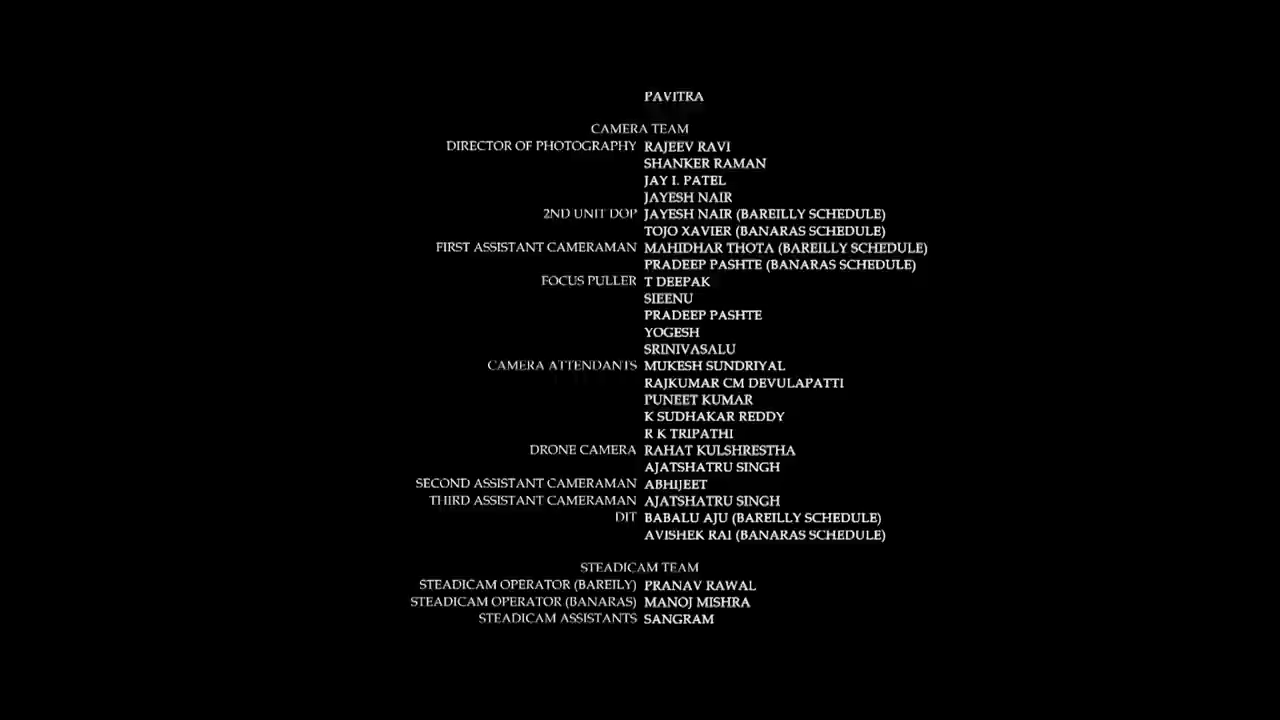 PAVITRA
CAMERA TEAM
DIRECTOR OF PHOTOGRAPHY RAJEEV RAVI
SHANKER RAMAN
JAY I. PATEL
JAYESH NAIR
2ND UNIT DOP JAYESH NAIR (BAREILLY SCHEDULE)
TOJO XAVIER (BANARAS SCHEDULE)
FIRST ASSISTANT CAMERAMAN MAHIDHAR THOTA (BAREILLY SCHEDULE)
PRADEEP PASHTE (BANARAS SCHEDULE)
FOCUS PULLER T DEEPAK
SIEENU
PRADEEP PASHTE
YOGESH
SRINIVASALU
CAMERA ATTENDANTS MUKESH SUNDRIYAL
RAJKUMAR CM DEVULAPATTI
PUNEET KUMAR
K SUDHAKAR REDDY
R K TRIPATHI
DRONE CAMERA RAHAT KULSHRESTHA
AJATSHATRU SINGH
SECOND ASSISTANT CAMERAMAN ABHIJEET
THIRD ASSISTANT CAMERAMAN AJATSHATRU SINGH
DIT BABALU AJU (BAREILLY SCHEDULE)
AVISHEK RAI (BANARAS SCHEDULE)
STEADICAM TEAM
STEADICAM OPERATOR (BAREILY) PRANAV RAWAL
STEADICAM OPERATOR (BANARAS) MANOJ MISHRA
STEADICAM ASSISTANTS SANGRAM